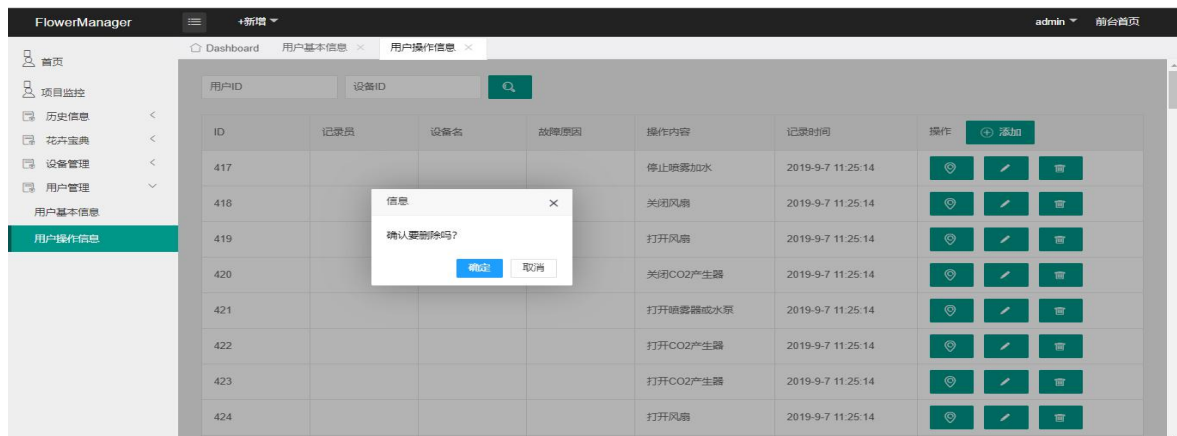 FlowerManager +新增 admin 前台首页
Dashboard 用户基本信息 用户操作信息
首页
项目监控
历史信息
花卉宝典
设备管理
用户管理
用户基本信息
用户操作信息
用户ID 设备ID
ID 记录员 设备名 故障原因 操作内容 记录时间 操作 添加
417 停止喷雾加水 2019-9-7 11:25:14
418 关闭风扇 2019-9-7 11:25:14
419 打开风扇 2019-9-7 11:25:14
420 关闭CO2产生器 2019-9-7 11:25:14
421 打开喷雾器或水泵 2019-9-7 11:25:14
422 打开CO2产生器 2019-9-7 11:25:14
423 打开CO2产生器 2019-9-7 11:25:14
424 打开风扇 2019-9-7 11:25:14
信息
确认要删除吗?
确定 取消